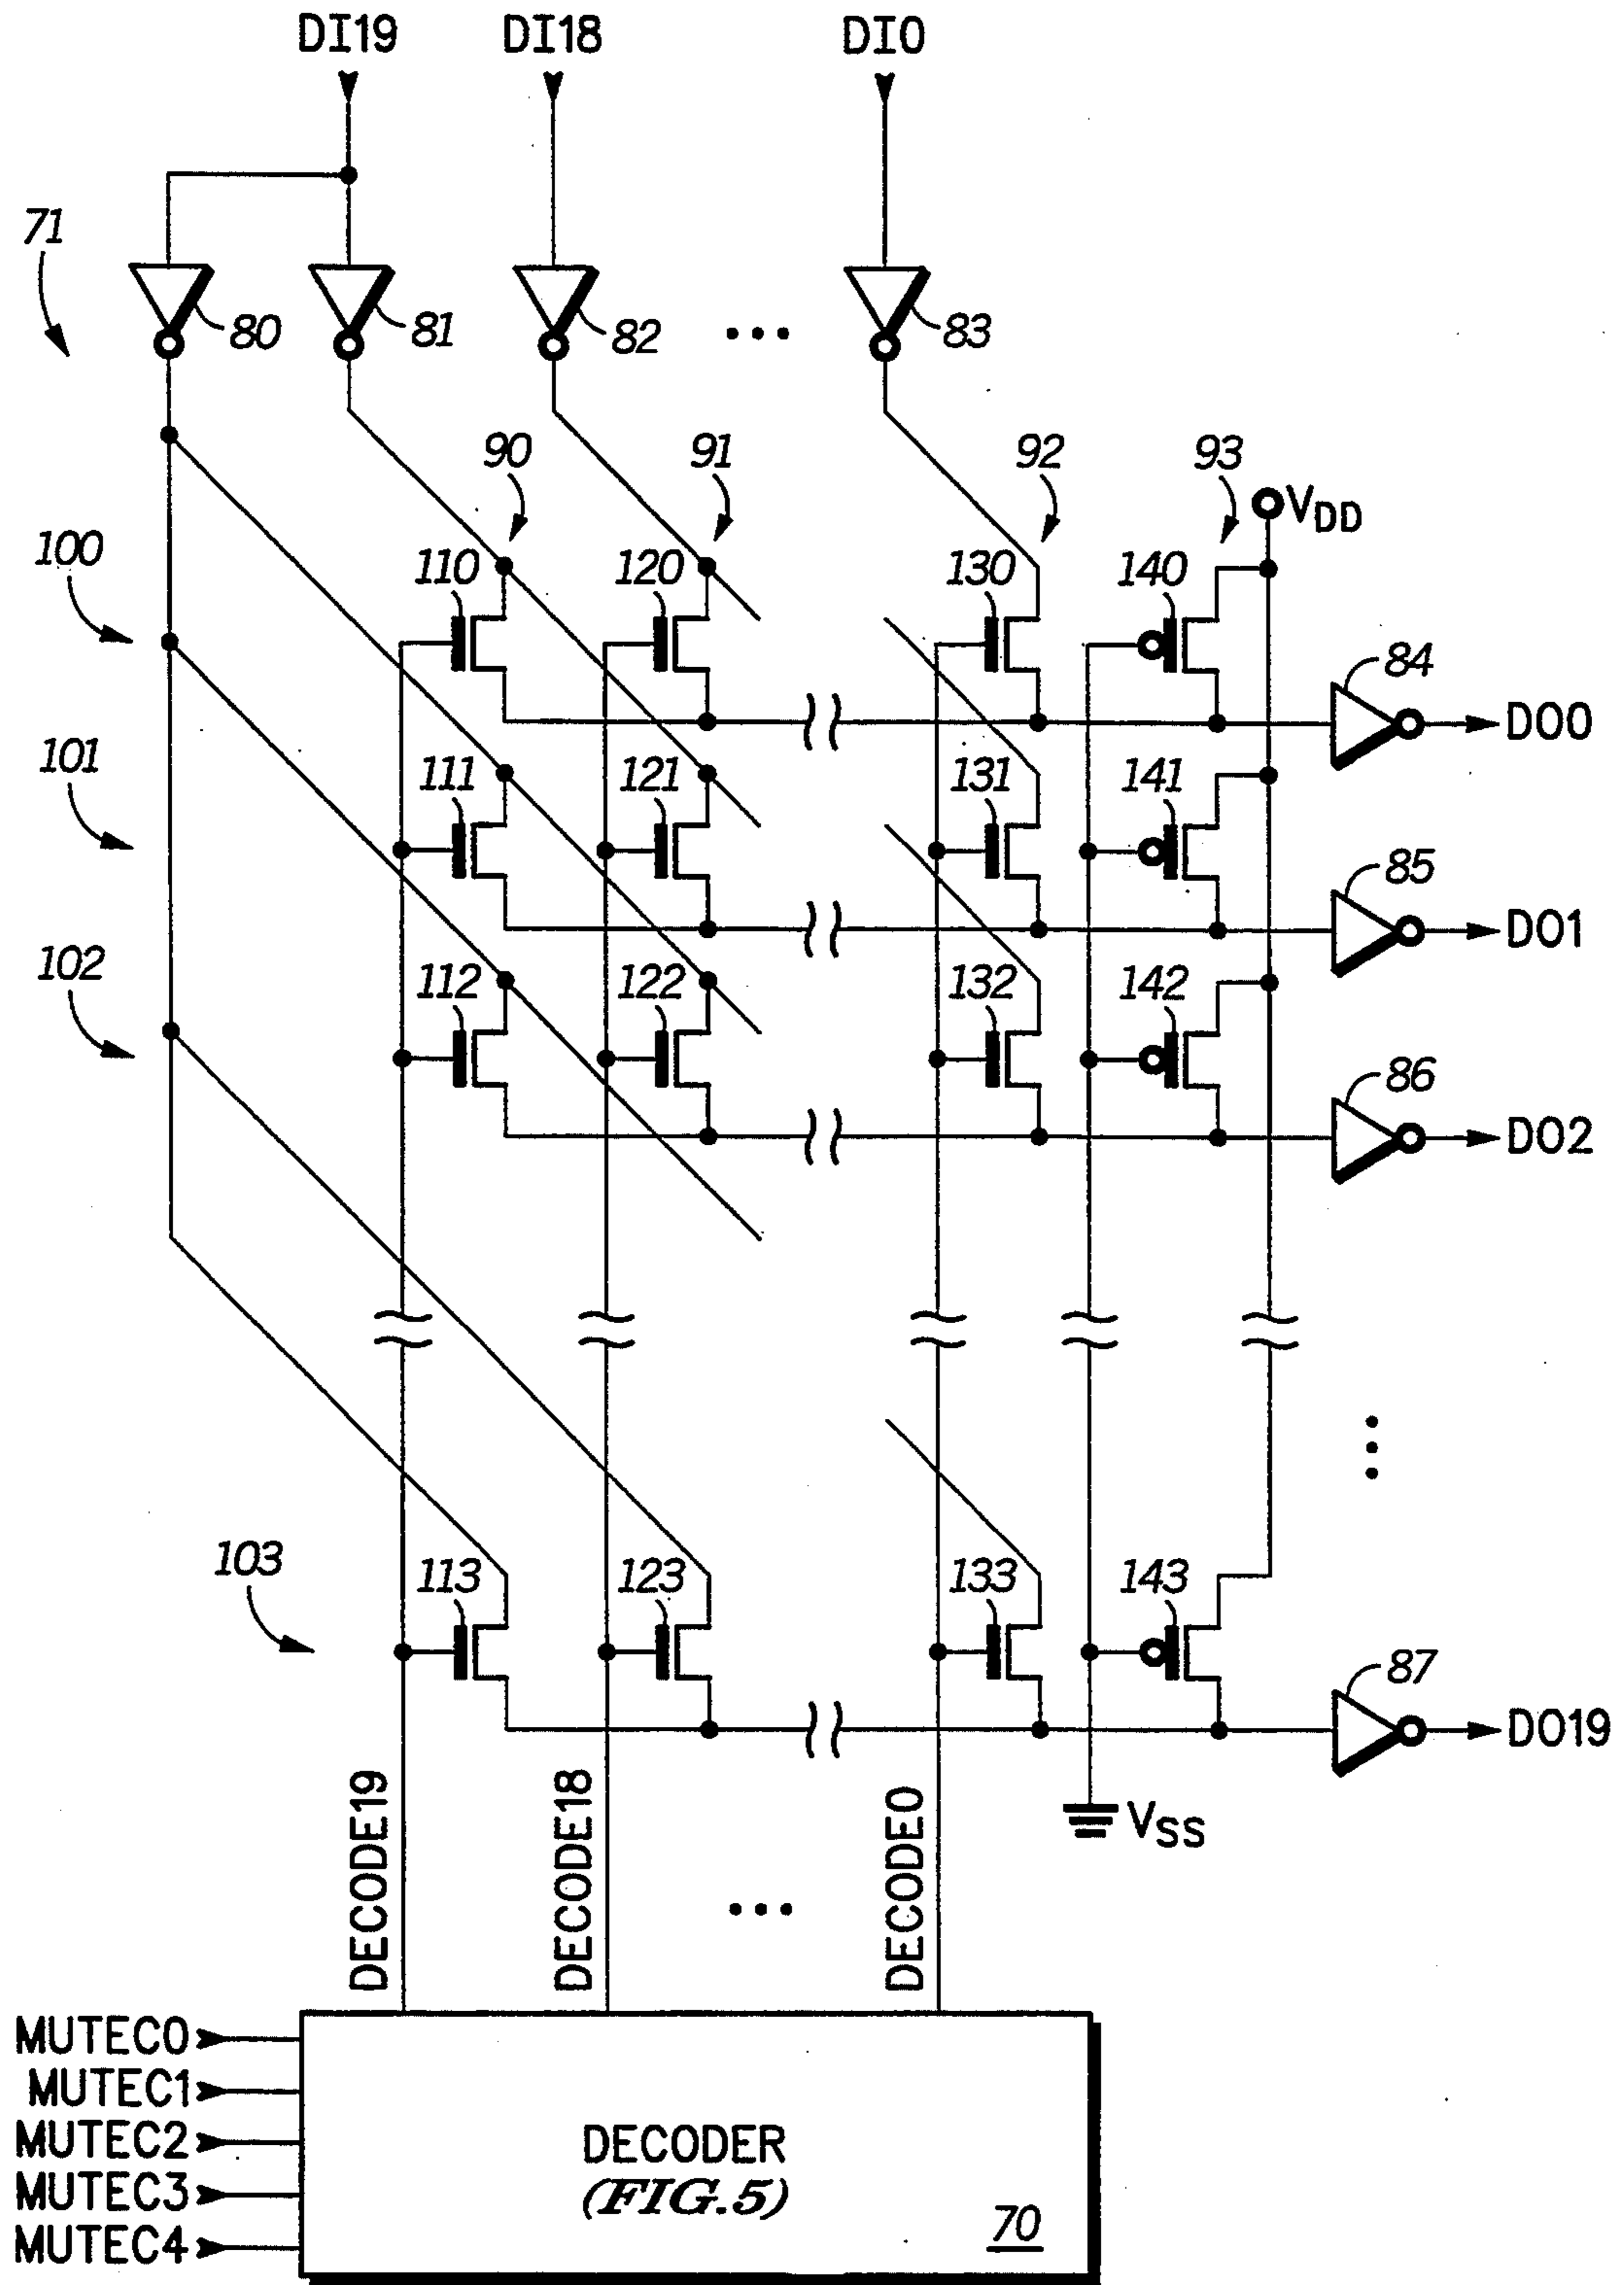 DI19 DI18 DI0
71
80 81 82 ... 83
90 91 92 93
VDD
100 110 120 130 140
84
DO0
101 111 121 131 141
85
DO1
102 112 122 132 142
86
DO2
103 113 123 133 143
87
DO19
VSS
DECODE19 DECODE18 ... DECODE0
MUTEC0
MUTEC1
MUTEC2
MUTEC3
MUTEC4
DECODER
(FIG.5)
70